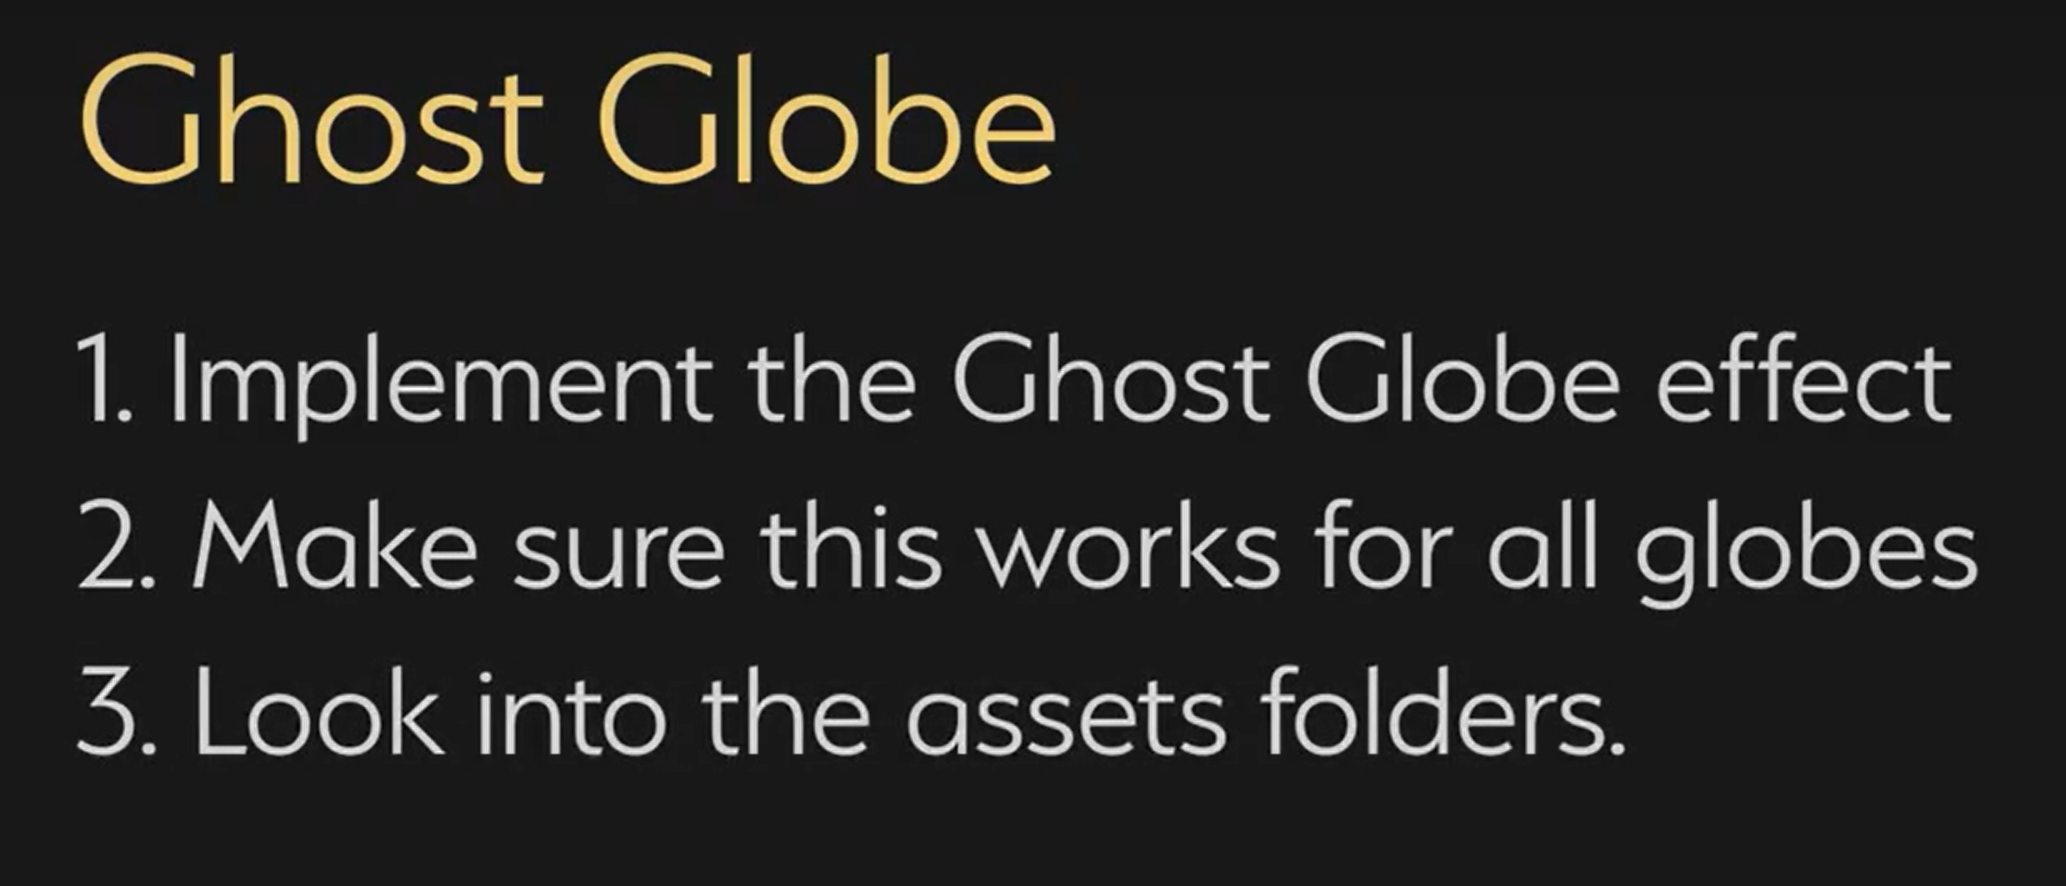 Ghost Globe
1. Implement the Ghost Globe effect
2. Make sure this works for all globes
3. Look into the assets folders.